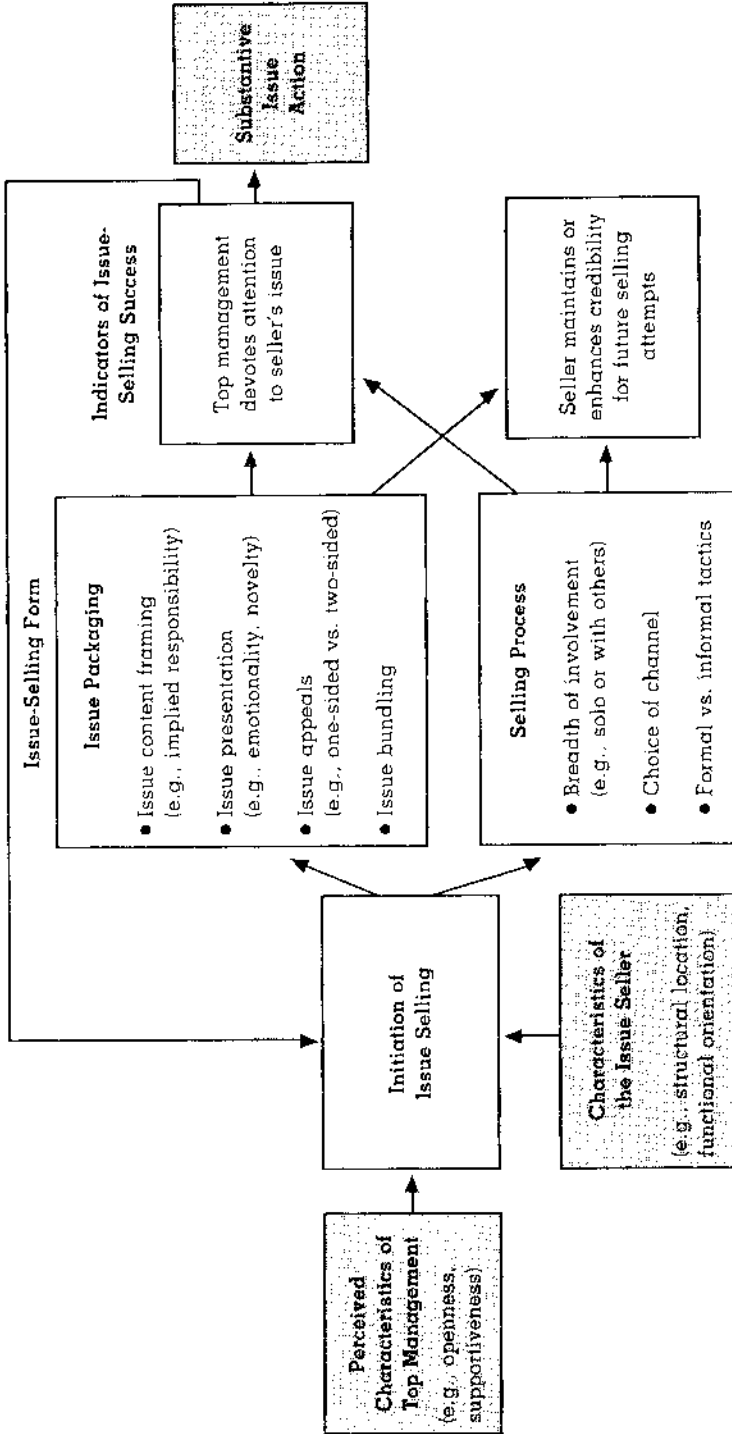 Perceived
Characteristics of
Top Management
(e.g., openness,
supportiveness)
Initiation of
Issue Selling
Characteristics of
the Issue Seller
(e.g., structural location,
functional orientation)
Issue-Selling Form
Issue Packaging
● Issue content framing
(e.g., implied responsibility)
● Issue presentation
(e.g., emotionality, novelty)
● Issue appeals
(e.g., one-sided vs. two-sided)
● Issue bundling
Selling Process
● Breadth of involvement
(e.g., solo or with others)
● Choice of channel
● Formal vs. informal tactics
Indicators of Issue-
Selling Success
Top management
devotes attention
to seller's issue
Seller maintains or
enhances credibility
for future selling
attempts
Substantive
Issue
Action